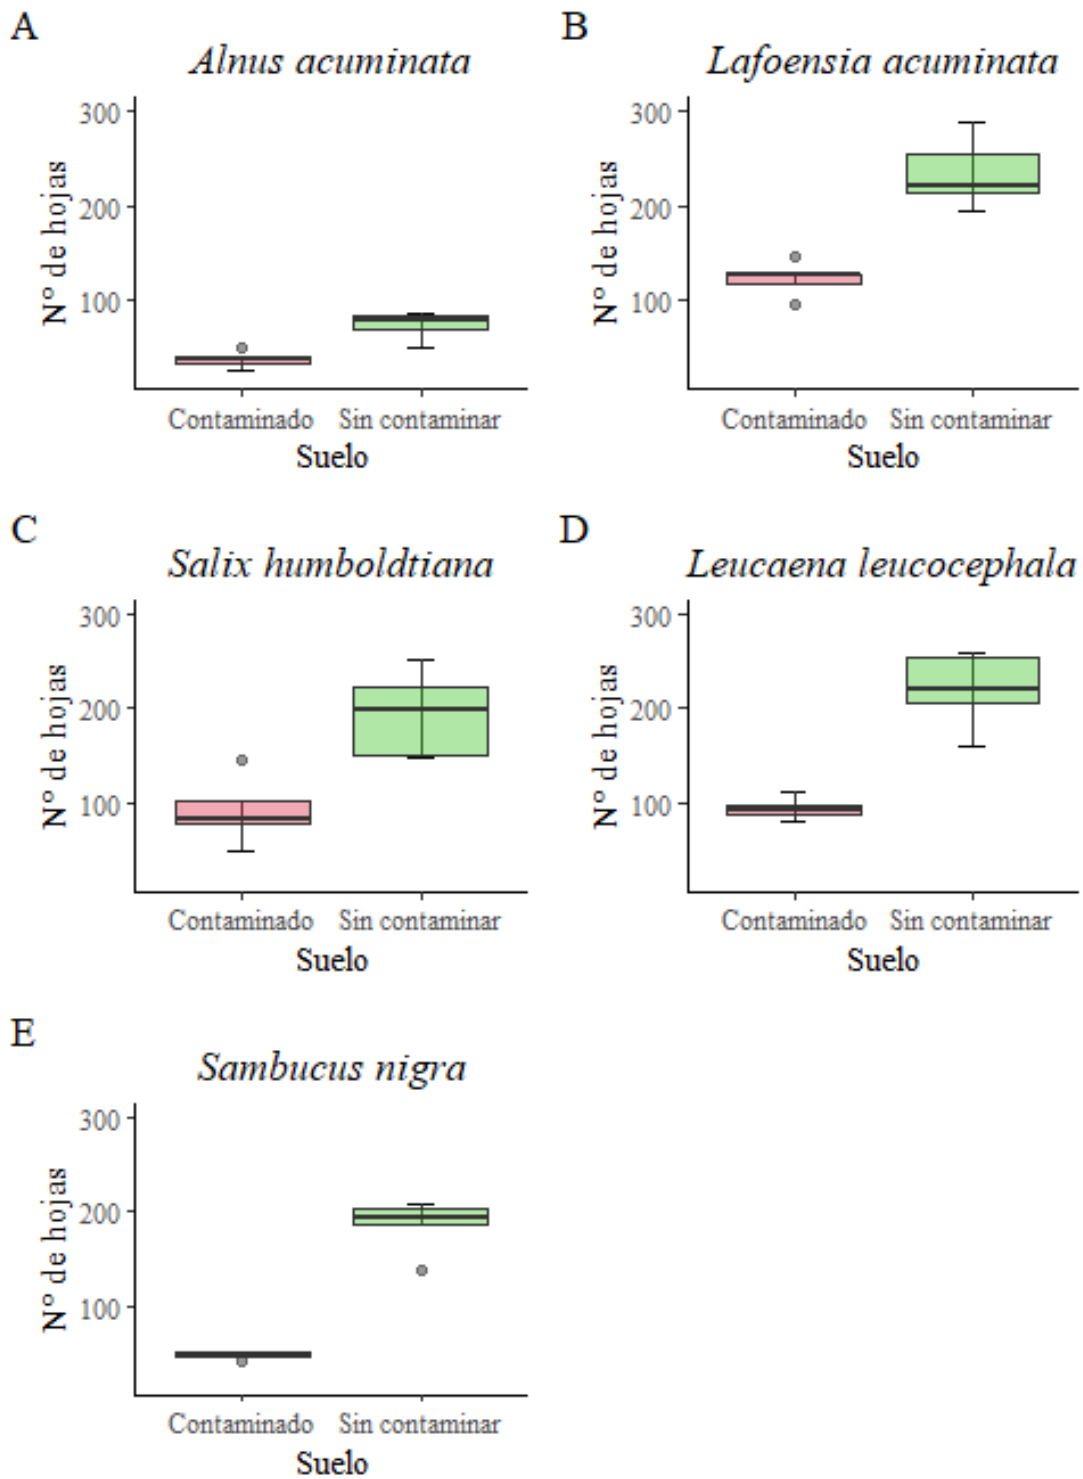 A
Alnus acuminata
300
200
100
Nº de hojas
Contaminado Sin contaminar
Suelo
B
Lafoensia acuminata
300
200
100
Nº de hojas
Contaminado Sin contaminar
Suelo
C
Salix humboldtiana
300
200
100
Nº de hojas
Contaminado Sin contaminar
Suelo
D
Leucaena leucocephala
300
200
100
Nº de hojas
Contaminado Sin contaminar
Suelo
E
Sambucus nigra
300
200
100
Nº de hojas
Contaminado Sin contaminar
Suelo